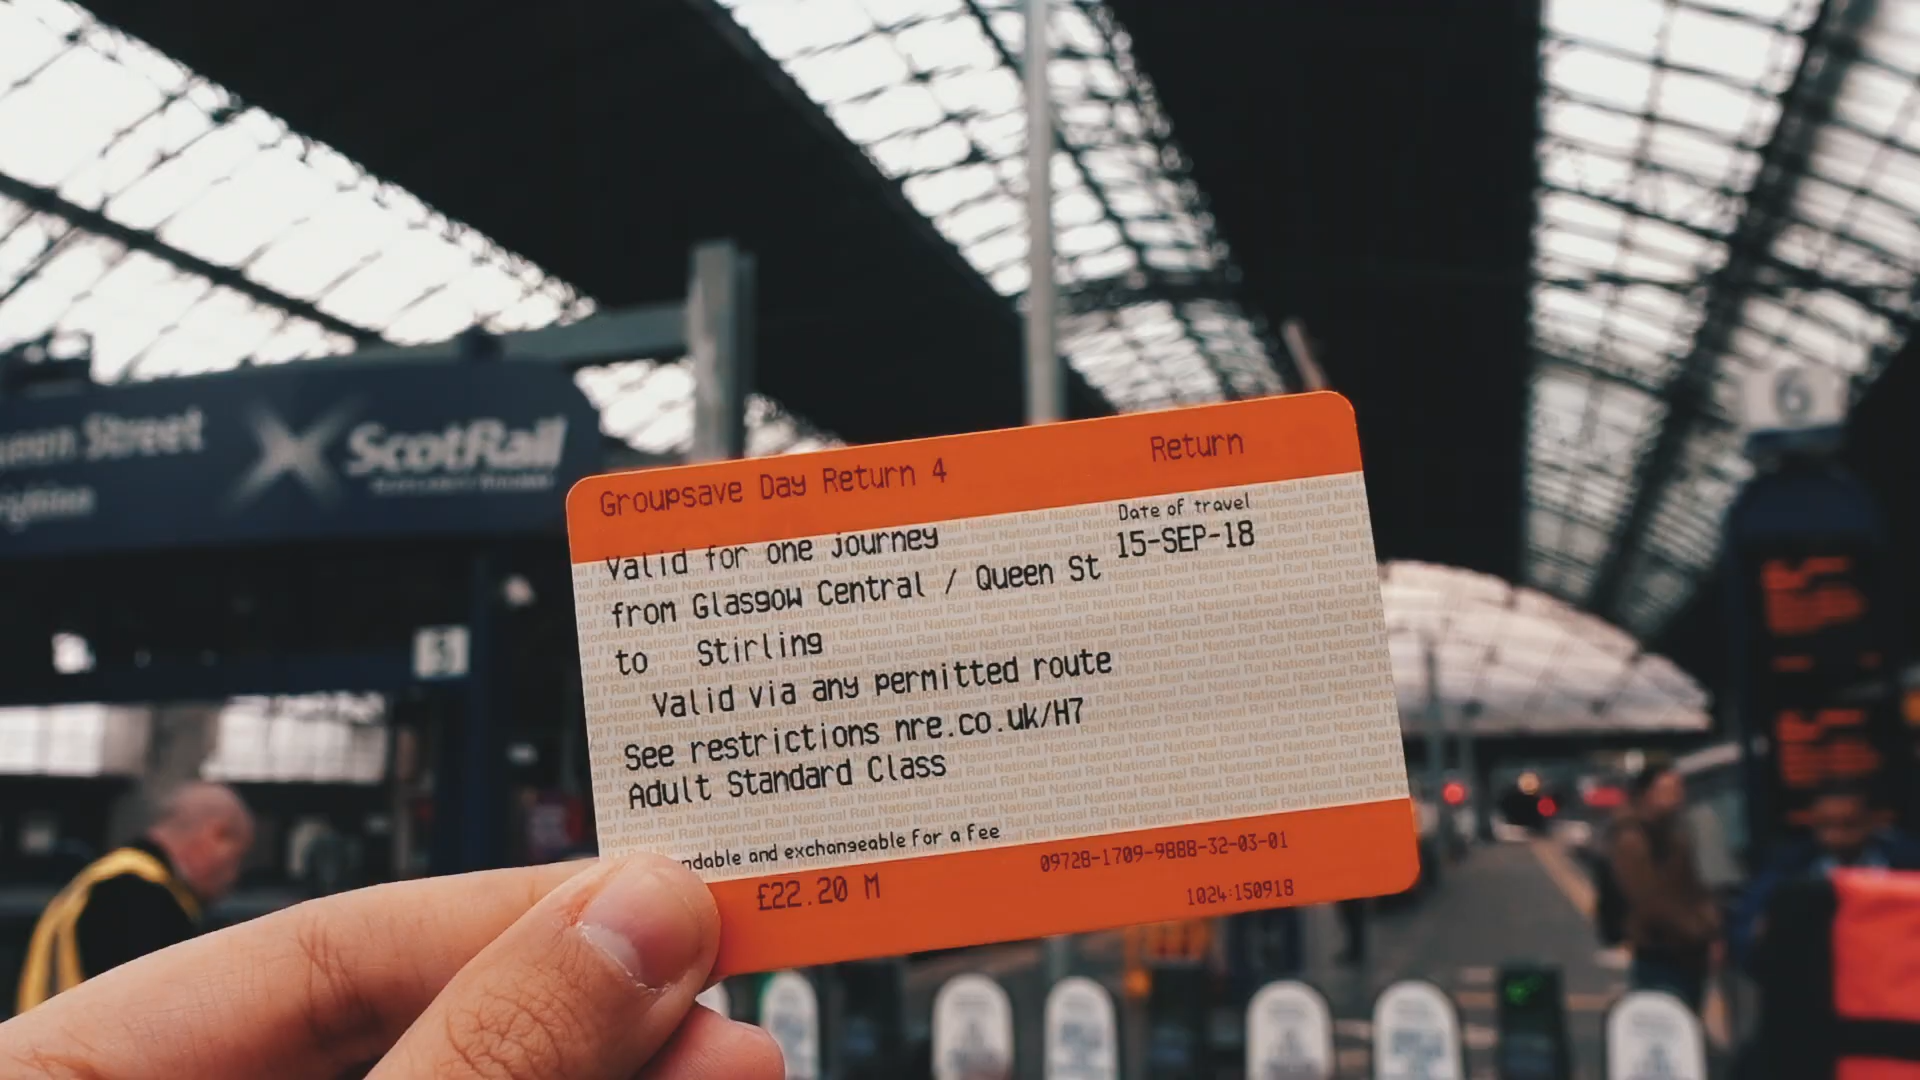 Street
ScotRail
6
Groupsave Day Return 4
Return
Date of travel
15-SEP-18
Valid for one journey
from Glasgow Central / Queen St
to Stirling
Valid via any permitted route
See restrictions nre.co.uk/H7
Adult Standard Class
ndable and exchangeable for a fee
£22.20 M
09728-1709-9888-32-03-01
1024:150918